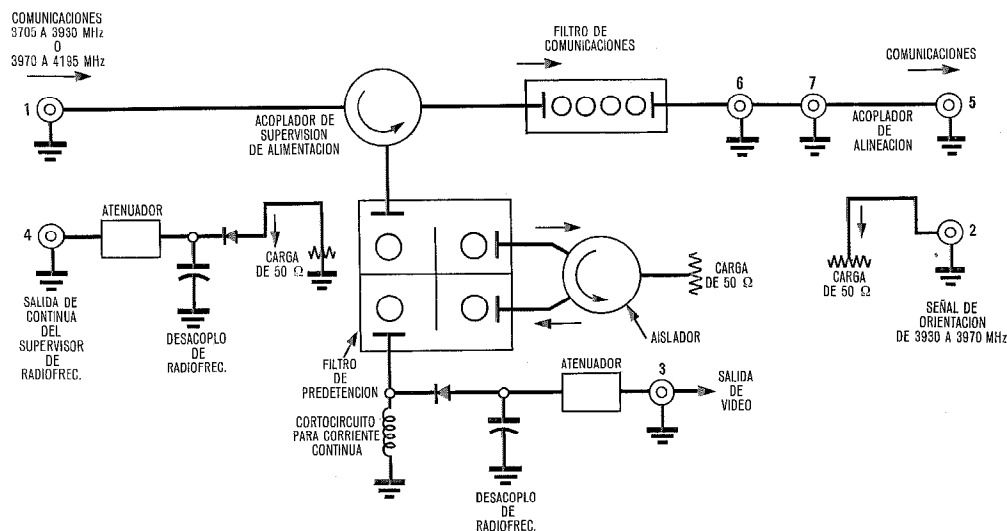 COMUNICACIONES
3705 A 3930 MHz
O
3970 A 4195 MHz
1
ACOPLADOR DE
SUPERVISION
DE ALIMENTACION
FILTRO DE
COMUNICACIONES
6
7
COMUNICACIONES
5
ACOPLADOR
DE
ALINEACION
4
ATENUADOR
CARGA
DE 50 Ω
SALIDA DE
CONTINUA
DEL
SUPERVISOR
DE
RADIOFREC.
DESACOPLO
DE
RADIOFREC.
FILTRO
DE
PREDETENCION
CARGA
DE 50 Ω
AISLADOR
CARGA
DE 50 Ω
2
SEÑAL DE
ORIENTACION
DE 3930 A 3970 MHz
CORTOCIRCUITO
PARA CORRIENTE
CONTINUA
ATENUADOR
3
SALIDA
DE
VIDEO
DESACOPLO
DE
RADIOFREC.